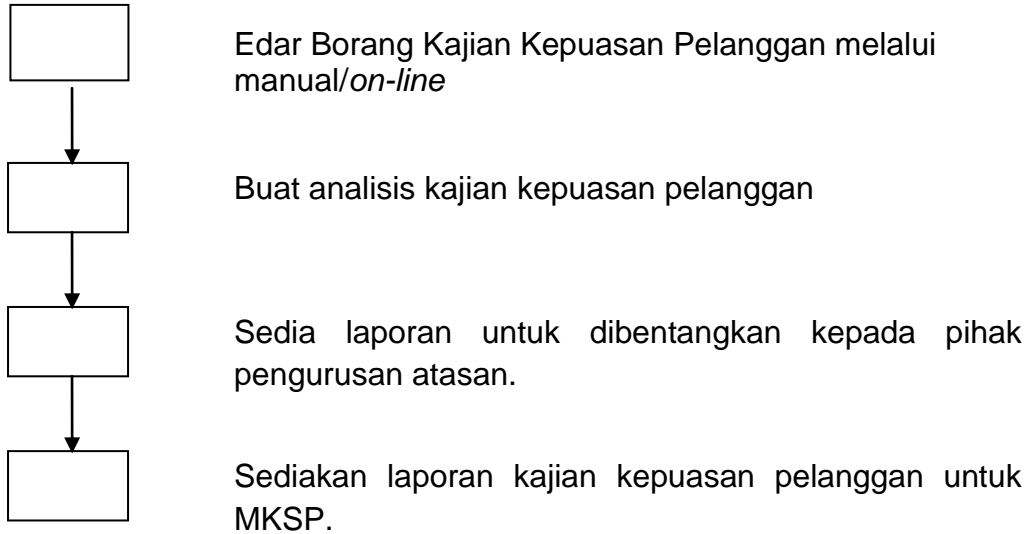 Edar Borang Kajian Kepuasan Pelanggan melalui
manual/on-line
Buat analisis kajian kepuasan pelanggan
Sedia laporan untuk dibentangkan kepada pihak
pengurusan atasan.
Sediakan laporan kajian kepuasan pelanggan untuk
MKSP.